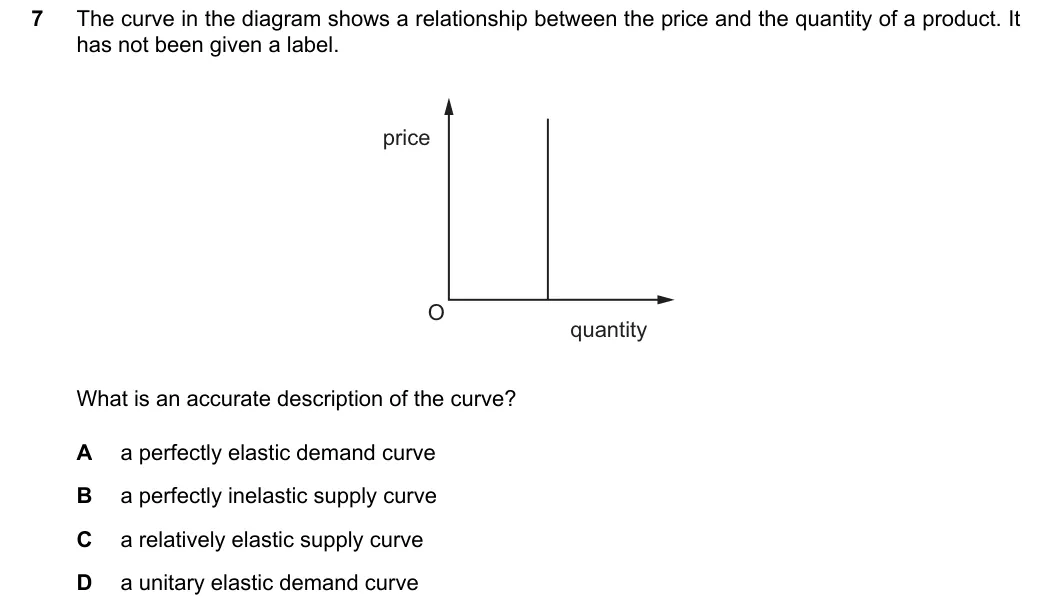 7 The curve in the diagram shows a relationship between the price and the quantity of a product. It
has not been given a label.
price
O
quantity
What is an accurate description of the curve?
A a perfectly elastic demand curve
B a perfectly inelastic supply curve
C a relatively elastic supply curve
D a unitary elastic demand curve